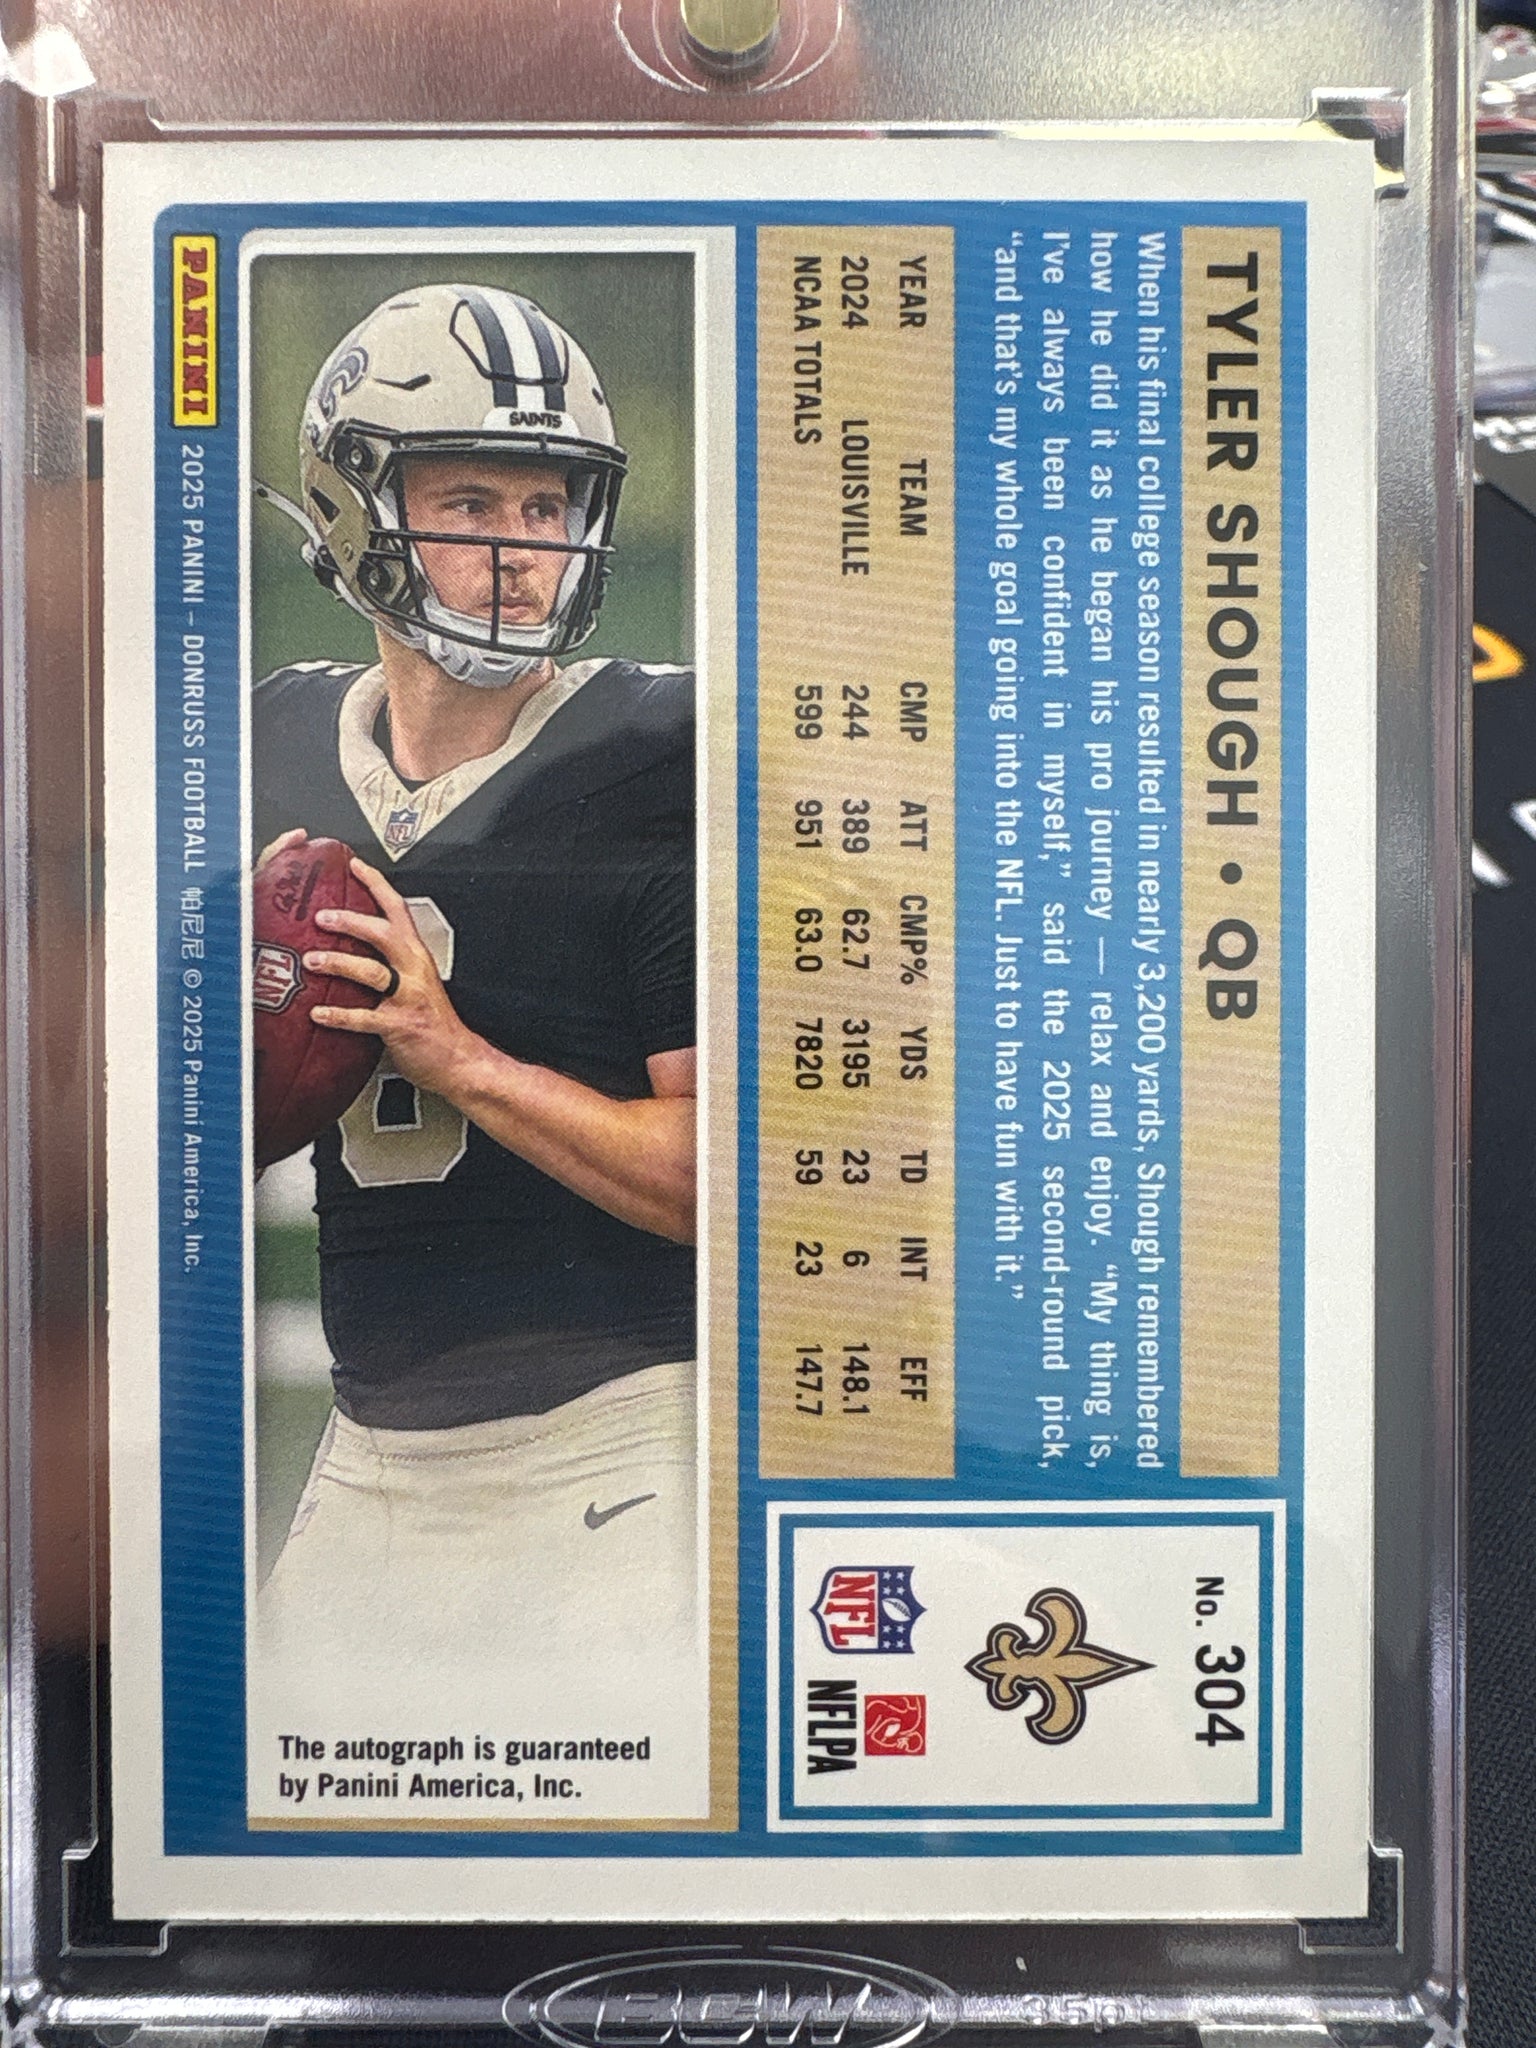 TYLER SHOUGH • QB
When his final college season resulted in nearly 3,200 yards, Shough remembered
how he did it as he began his pro journey — relax and enjoy. “My thing is,
I’ve always been confident in myself,” said the 2025 second-round pick,
“and that’s my whole goal going into the NFL. Just to have fun with it.”
YEAR TEAM CMP ATT CMP% YDS TD INT EFF
2024 LOUISVILLE 244 389 62.7 3195 23 6 148.1
NCAA TOTALS 599 951 63.0 7820 59 23 147.7
No. 304
NFL
NFLPA
SAINTS
NFL
NFL
6
The autograph is guaranteed
by Panini America, Inc.
PANINI 2025 PANINI – DONRUSS FOOTBALL 帕尼尼 © 2025 Panini America, Inc.
BCW 35pt